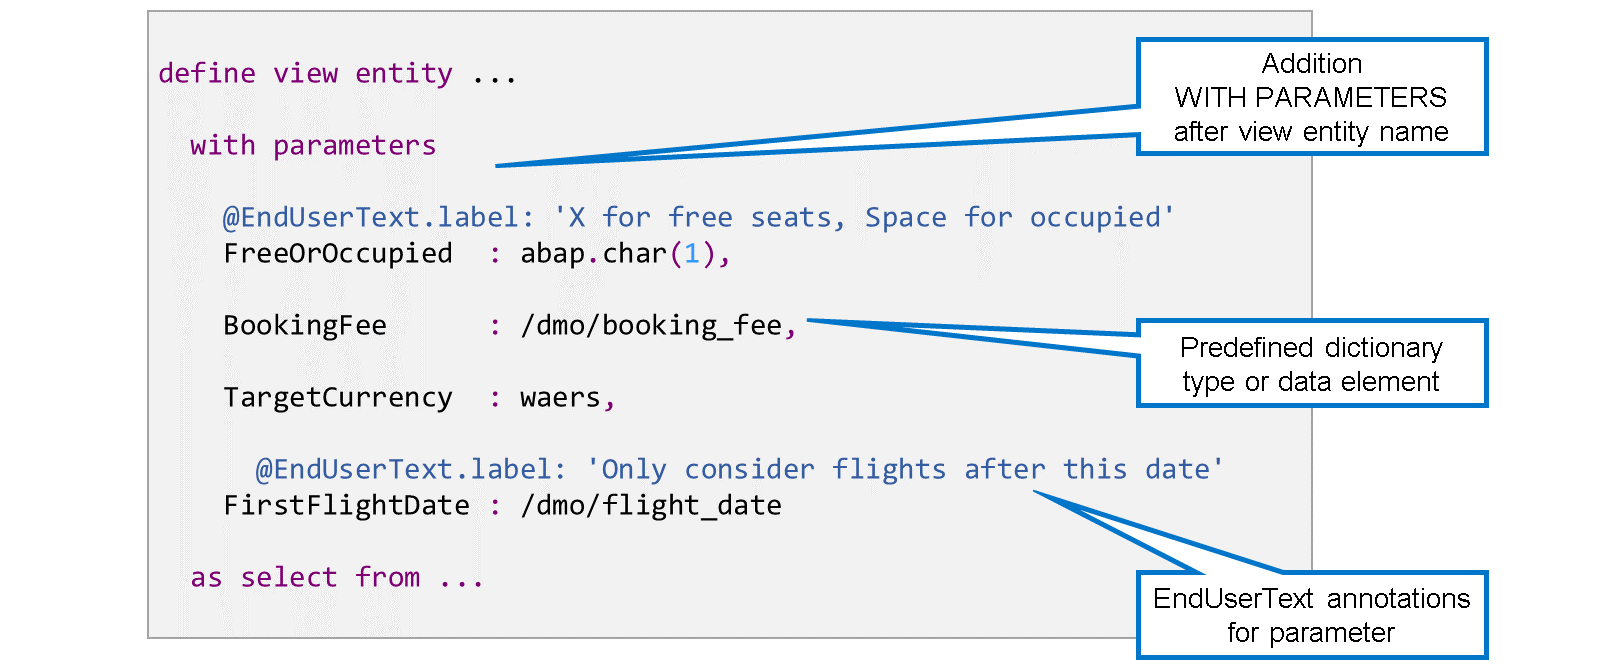 define view entity ...
with parameters
@EndUserText.label: 'X for free seats, Space for occupied'
FreeOrOccupied : abap.char(1),
BookingFee : /dmo/booking_fee,
TargetCurrency : waers,
@EndUserText.label: 'Only consider flights after this date'
FirstFlightDate : /dmo/flight_date
as select from ...
Addition
WITH PARAMETERS
after view entity name
Predefined dictionary
type or data element
EndUserText annotations
for parameter